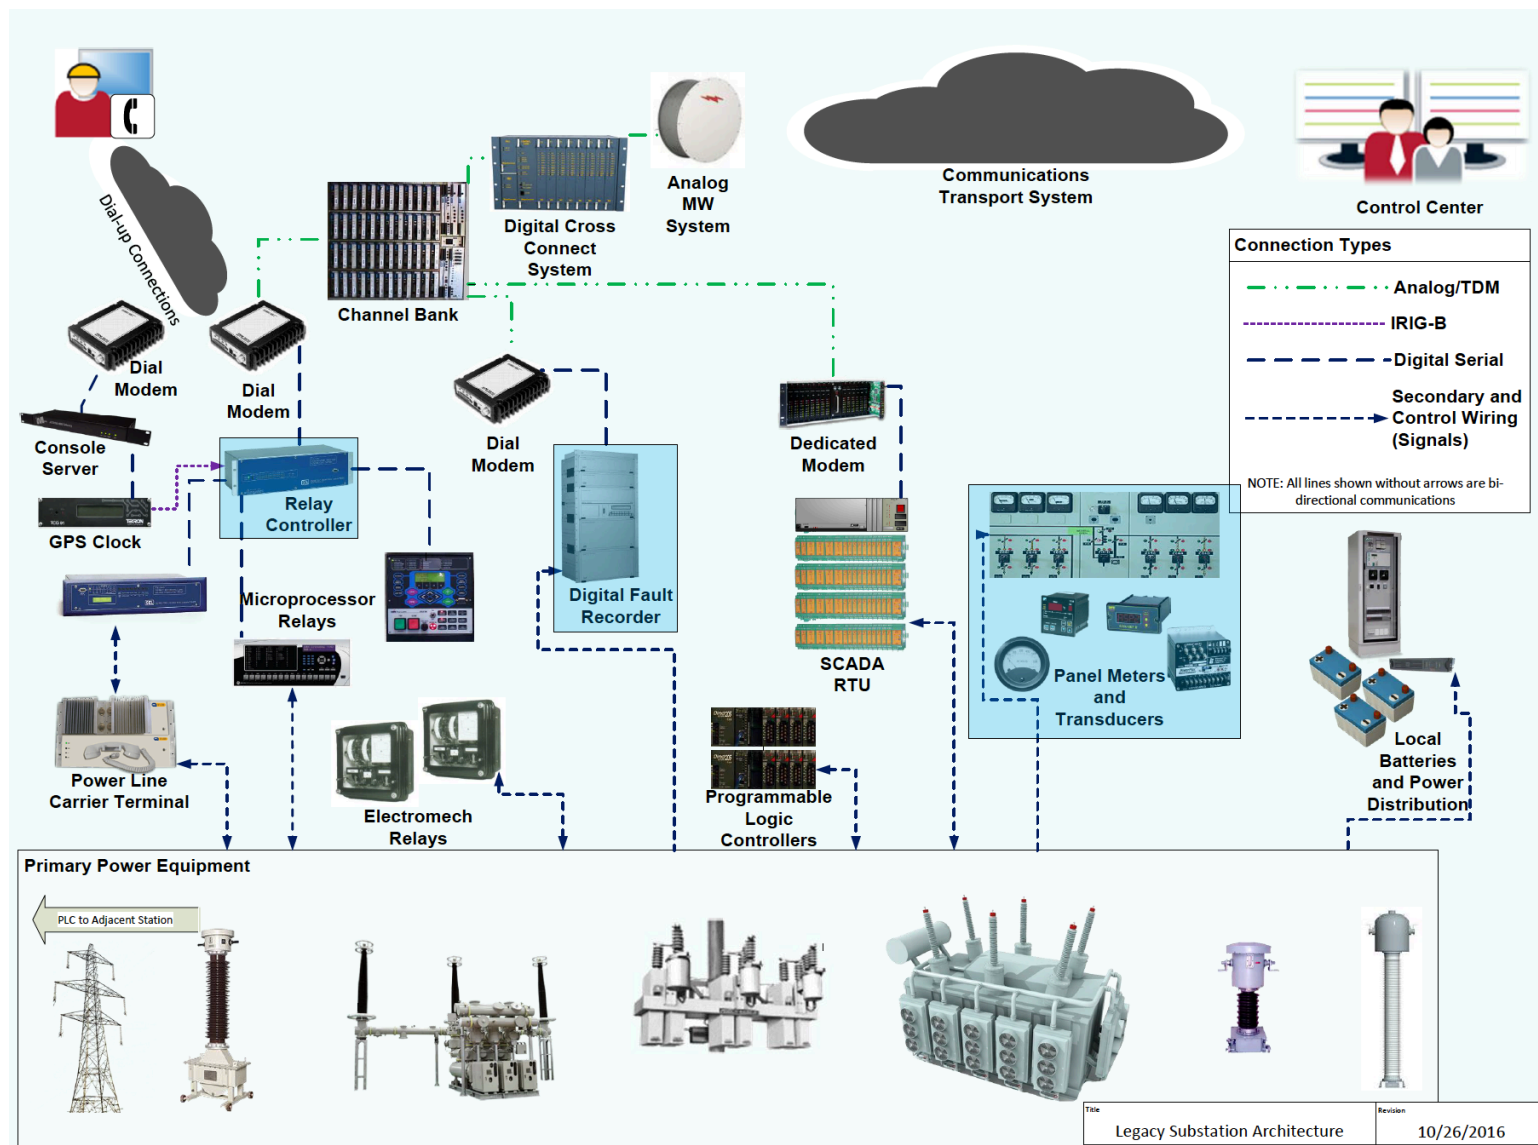 Dial-up Connections
Analog
MW
System
Communications
Transport System
Control Center
Digital Cross
Connect
System
Channel Bank
Connection Types
Analog/TDM
IRIG-B
Digital Serial
Secondary and
Control Wiring
(Signals)
NOTE: All lines shown without arrows are bi-
directional communications
Dial
Modem
Dial
Modem
Dial
Modem
Dedicated
Modem
Console
Server
GPS Clock
Relay
Controller
Microprocessor
Relays
Digital Fault
Recorder
SCADA
RTU
Panel Meters
and
Transducers
Power Line
Carrier Terminal
Electromech
Relays
Programmable
Logic
Controllers
Local
Batteries
and Power
Distribution
Primary Power Equipment
PLC to Adjacent Station
Title
Legacy Substation Architecture
Revision
10/26/2016